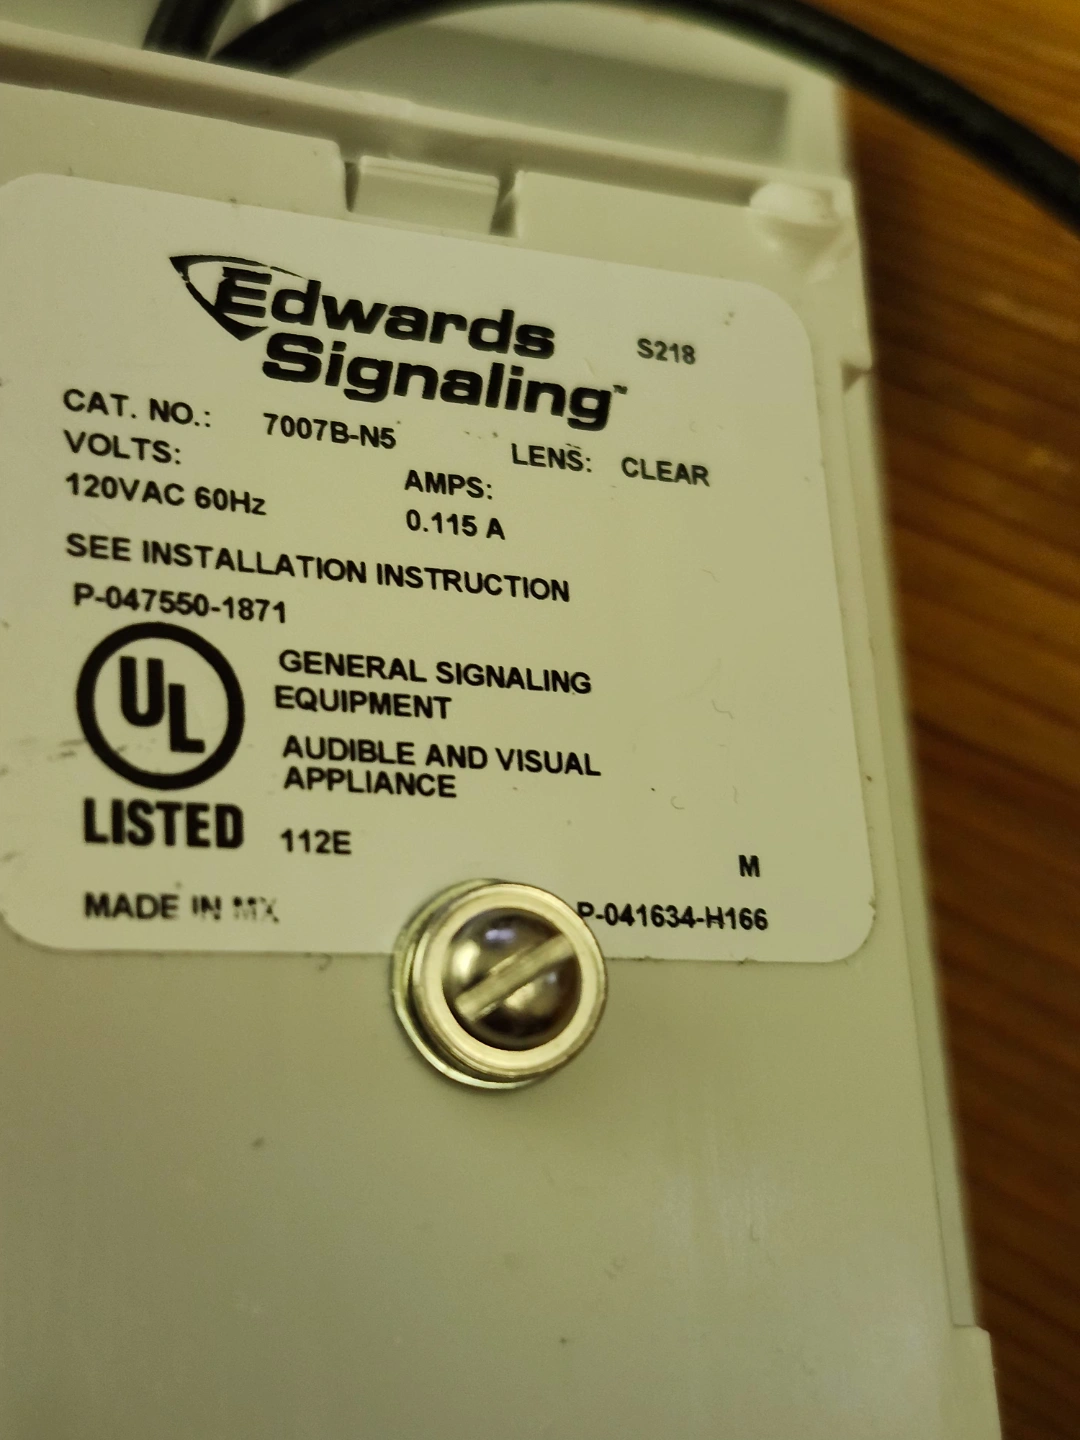 Edwards
Signaling™
S218
CAT. NO.: 7007B-N5 LENS: CLEAR
VOLTS: AMPS:
120VAC 60Hz 0.115 A
SEE INSTALLATION INSTRUCTION
P-047550-1871
UL
LISTED
GENERAL SIGNALING
EQUIPMENT
AUDIBLE AND VISUAL
APPLIANCE
112E
M
MADE IN MX
P-041634-H166